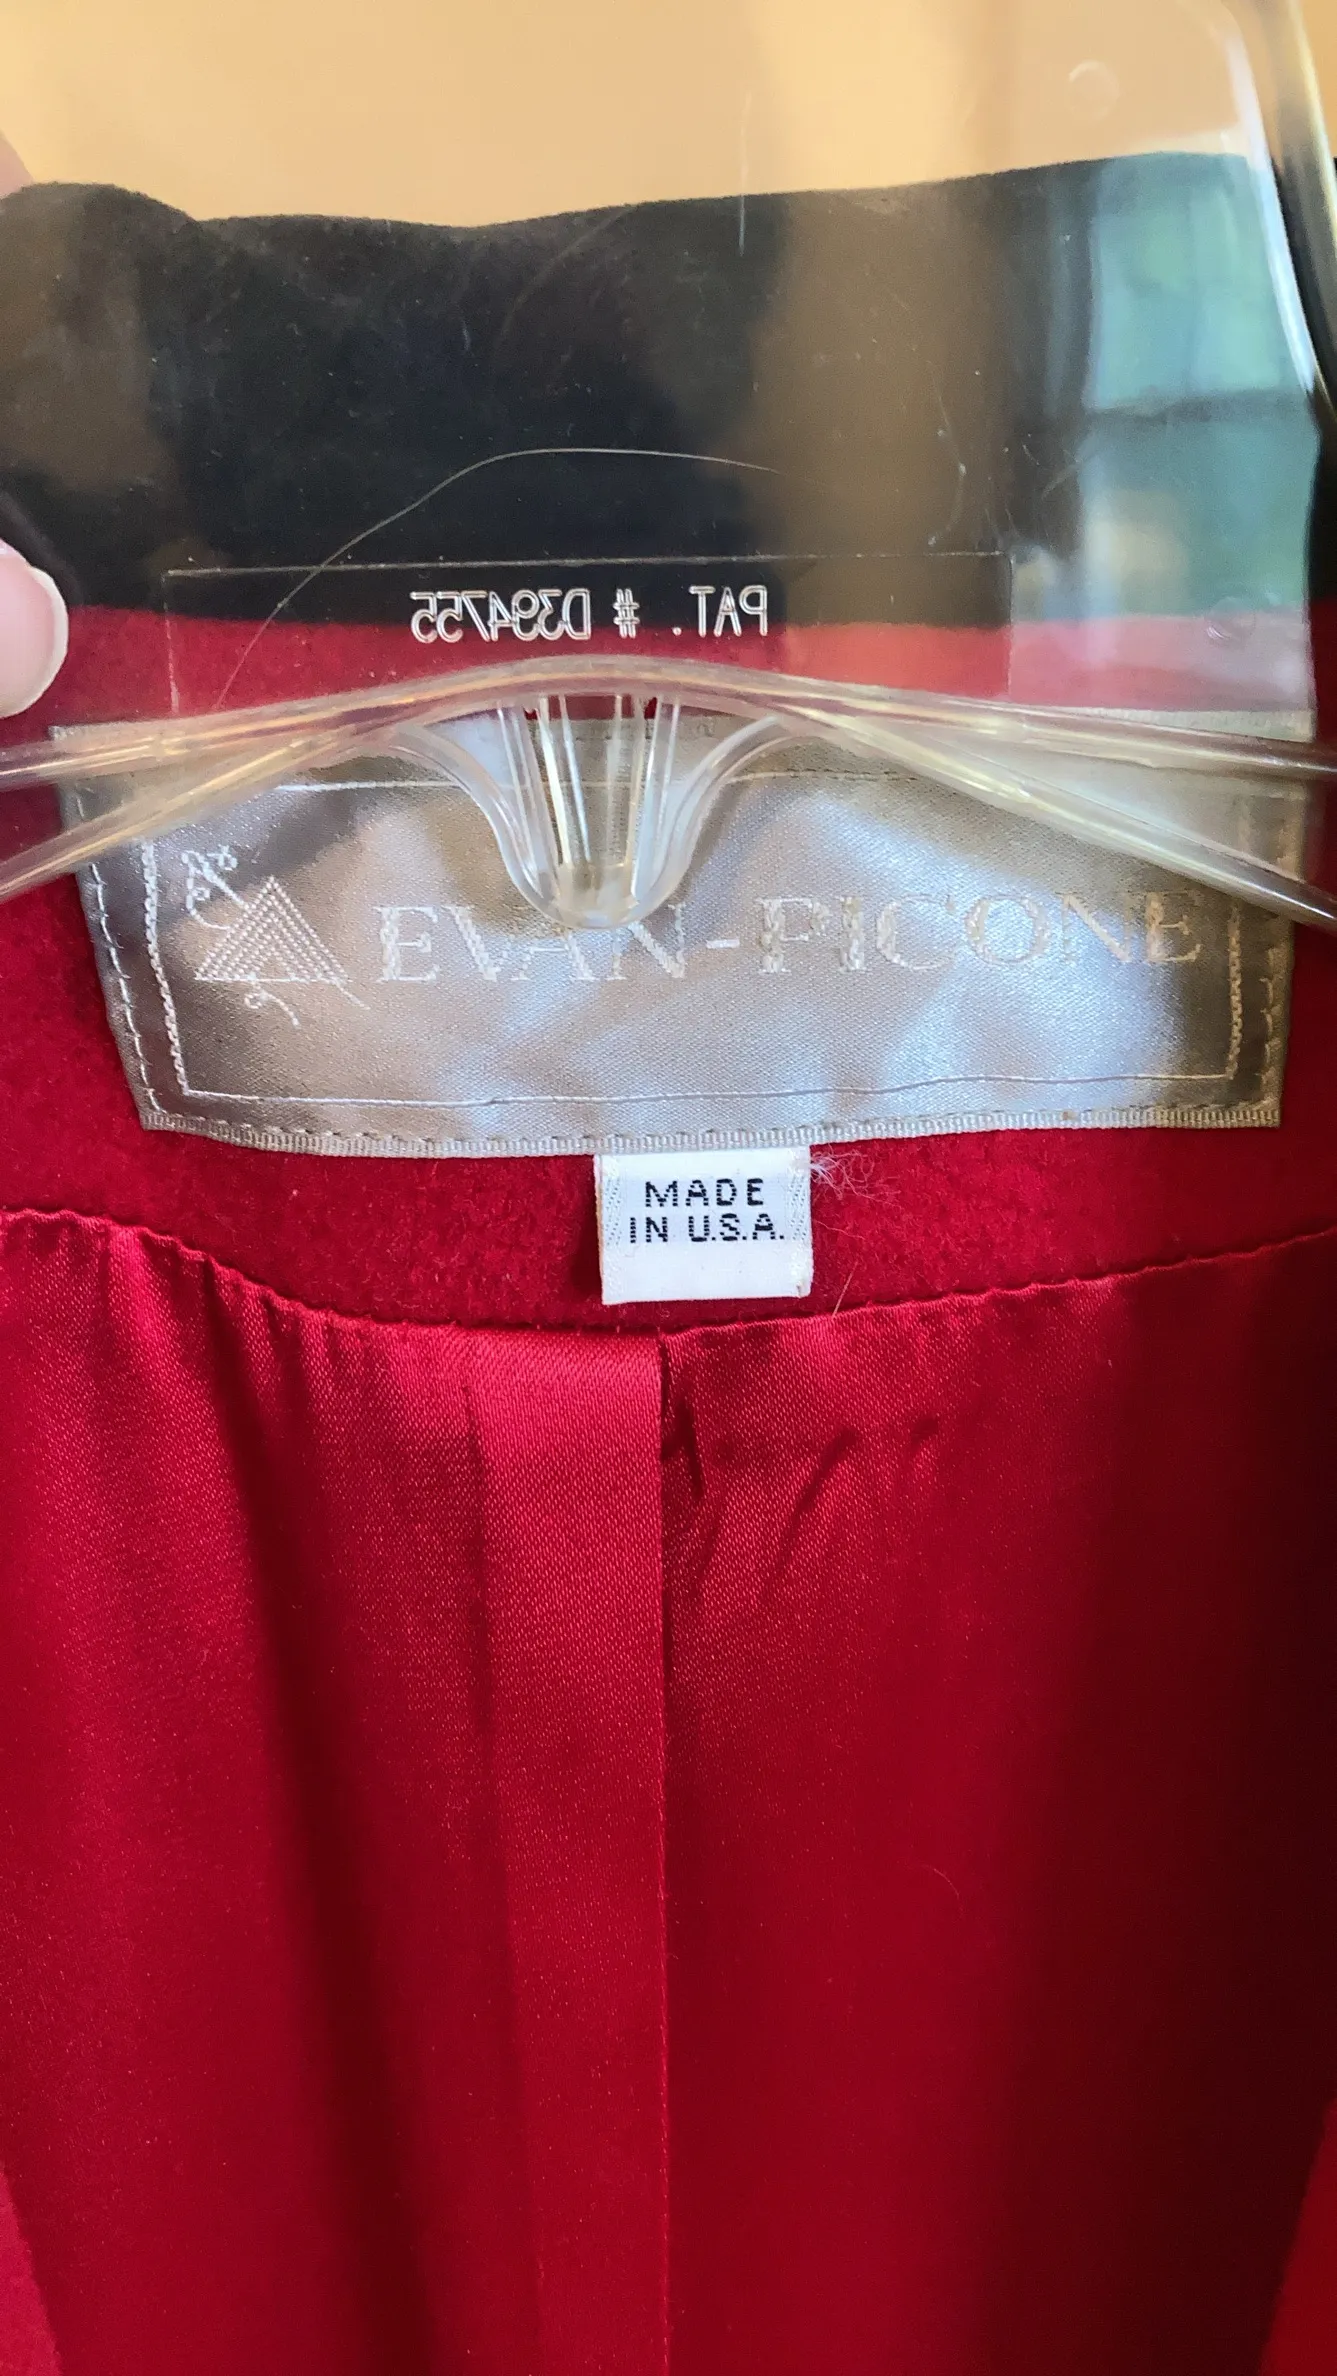 PAT. # D394755
EVAN-PICONE
MADE
IN U.S.A.